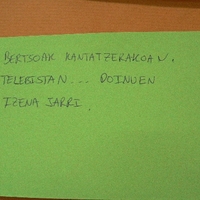 BERTSOAK KANTATZERAKOAN.
TELEBISTAN... DOINUEN
IZENA JARRI.